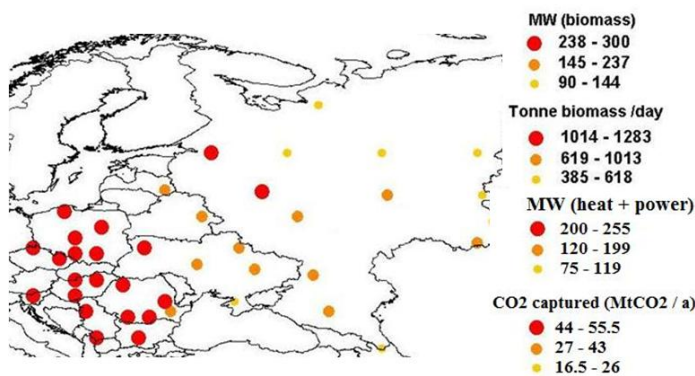 MW (biomass)
238 - 300
145 - 237
90 - 144
Tonne biomass /day
1014 - 1283
619 - 1013
385 - 618
MW (heat + power)
200 - 255
120 - 199
75 - 119
CO2 captured (MtCO2 / a)
44 - 55.5
27 - 43
16.5 - 26